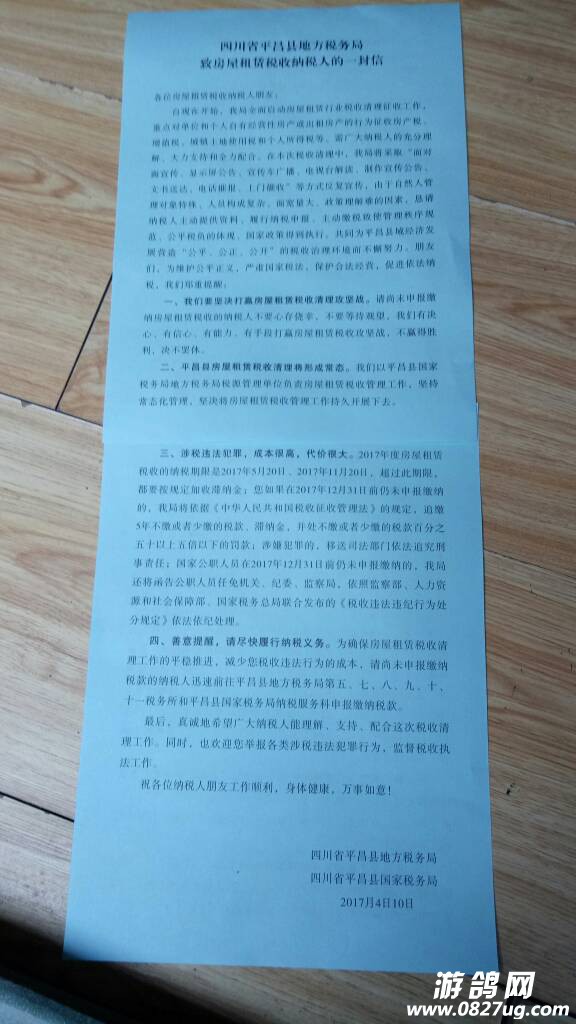 四川省平昌县地方税务局
致房屋租赁税收纳税人的一封信
各位房屋租赁税收纳税人朋友：
自现在开始，我局全面启动房屋租赁行业税收清理征收工作，
重点对单位和个人自有经营性房产或出租房产的行为征收房产税、
增值税、城镇土地使用税和个人所得税等，需广大纳税人的充分理
解、大力支持和全力配合。在本次税收清理中，我局将采取“面对
面宣传、显示屏公告、宣传车广播、电视台解读、制作宣传公告、
文书送达、电话催报、上门催收”等方式反复宣传，由于自然人管
理对象特殊、人员构成复杂、面宽量大、政策理解难的因素，恳请
纳税人主动提供资料、履行纳税申报、主动缴税致使管理秩序规
范、公平税负的体现、国家政策得到执行。共同为平昌县域经济发
展营造“公平、公正、公开”的税收治理环境而不懈努力。朋友
们，为维护公平正义，严肃国家税法，保护合法经营，促进依法纳
税，我们郑重提醒：
一、我们要坚决打赢房屋租赁税收清理攻坚战。请尚未申报缴
纳房屋租赁税收的纳税人不要心存侥幸，不要等待观望，我们有决
心、有信心、有能力、有手段打赢房屋租赁税收攻坚战，不赢得胜
利，决不罢休。
二、平昌县房屋租赁税收清理将形成常态。我们以平昌县国家
税务局地方税务局税源管理单位负责房屋租赁税收管理工作，坚持
常态化管理，坚决将房屋租赁税收管理工作持久开展下去。
三、涉税违法犯罪，成本很高，代价很大。2017年度房屋租赁
税收的纳税期限是2017年5月20日、2017年11月20日，超过此期限，
都要按规定加收滞纳金；您如果在2017年12月31日前仍未申报缴纳
的，我局将依据《中华人民共和国税收征收管理法》的规定，追缴
5年不缴或者少缴的税款、滞纳金，并处不缴或者少缴的税款百分之
五十以上五倍以下的罚款；涉嫌犯罪的，移送司法部门依法追究刑
事责任；国家公职人员在2017年12月31日前仍未申报缴纳的，我局
还将函告公职人员任免机关、纪委、监察局，依照监察部、人力资
源和社会保障部、国家税务总局联合发布的《税收违法违纪行为处
分规定》依法依纪处理。
四、善意提醒，请尽快履行纳税义务。为确保房屋租赁税收清
理工作的平稳推进，减少您税收违法行为的成本，请尚未申报缴纳
税款的纳税人迅速前往平昌县地方税务局第五、七、八、九、十、
十一税务所和平昌县国家税务局纳税服务科申报缴纳税款。
最后，真诚地希望广大纳税人能理解、支持、配合这次税收清
理工作。同时，也欢迎您举报各类涉税违法犯罪行为，监督税收执
法工作。
祝各位纳税人朋友工作顺利，身体健康，万事如意！
四川省平昌县地方税务局
四川省平昌县国家税务局
2017月4日10日
游鸽网
www.0827ug.com